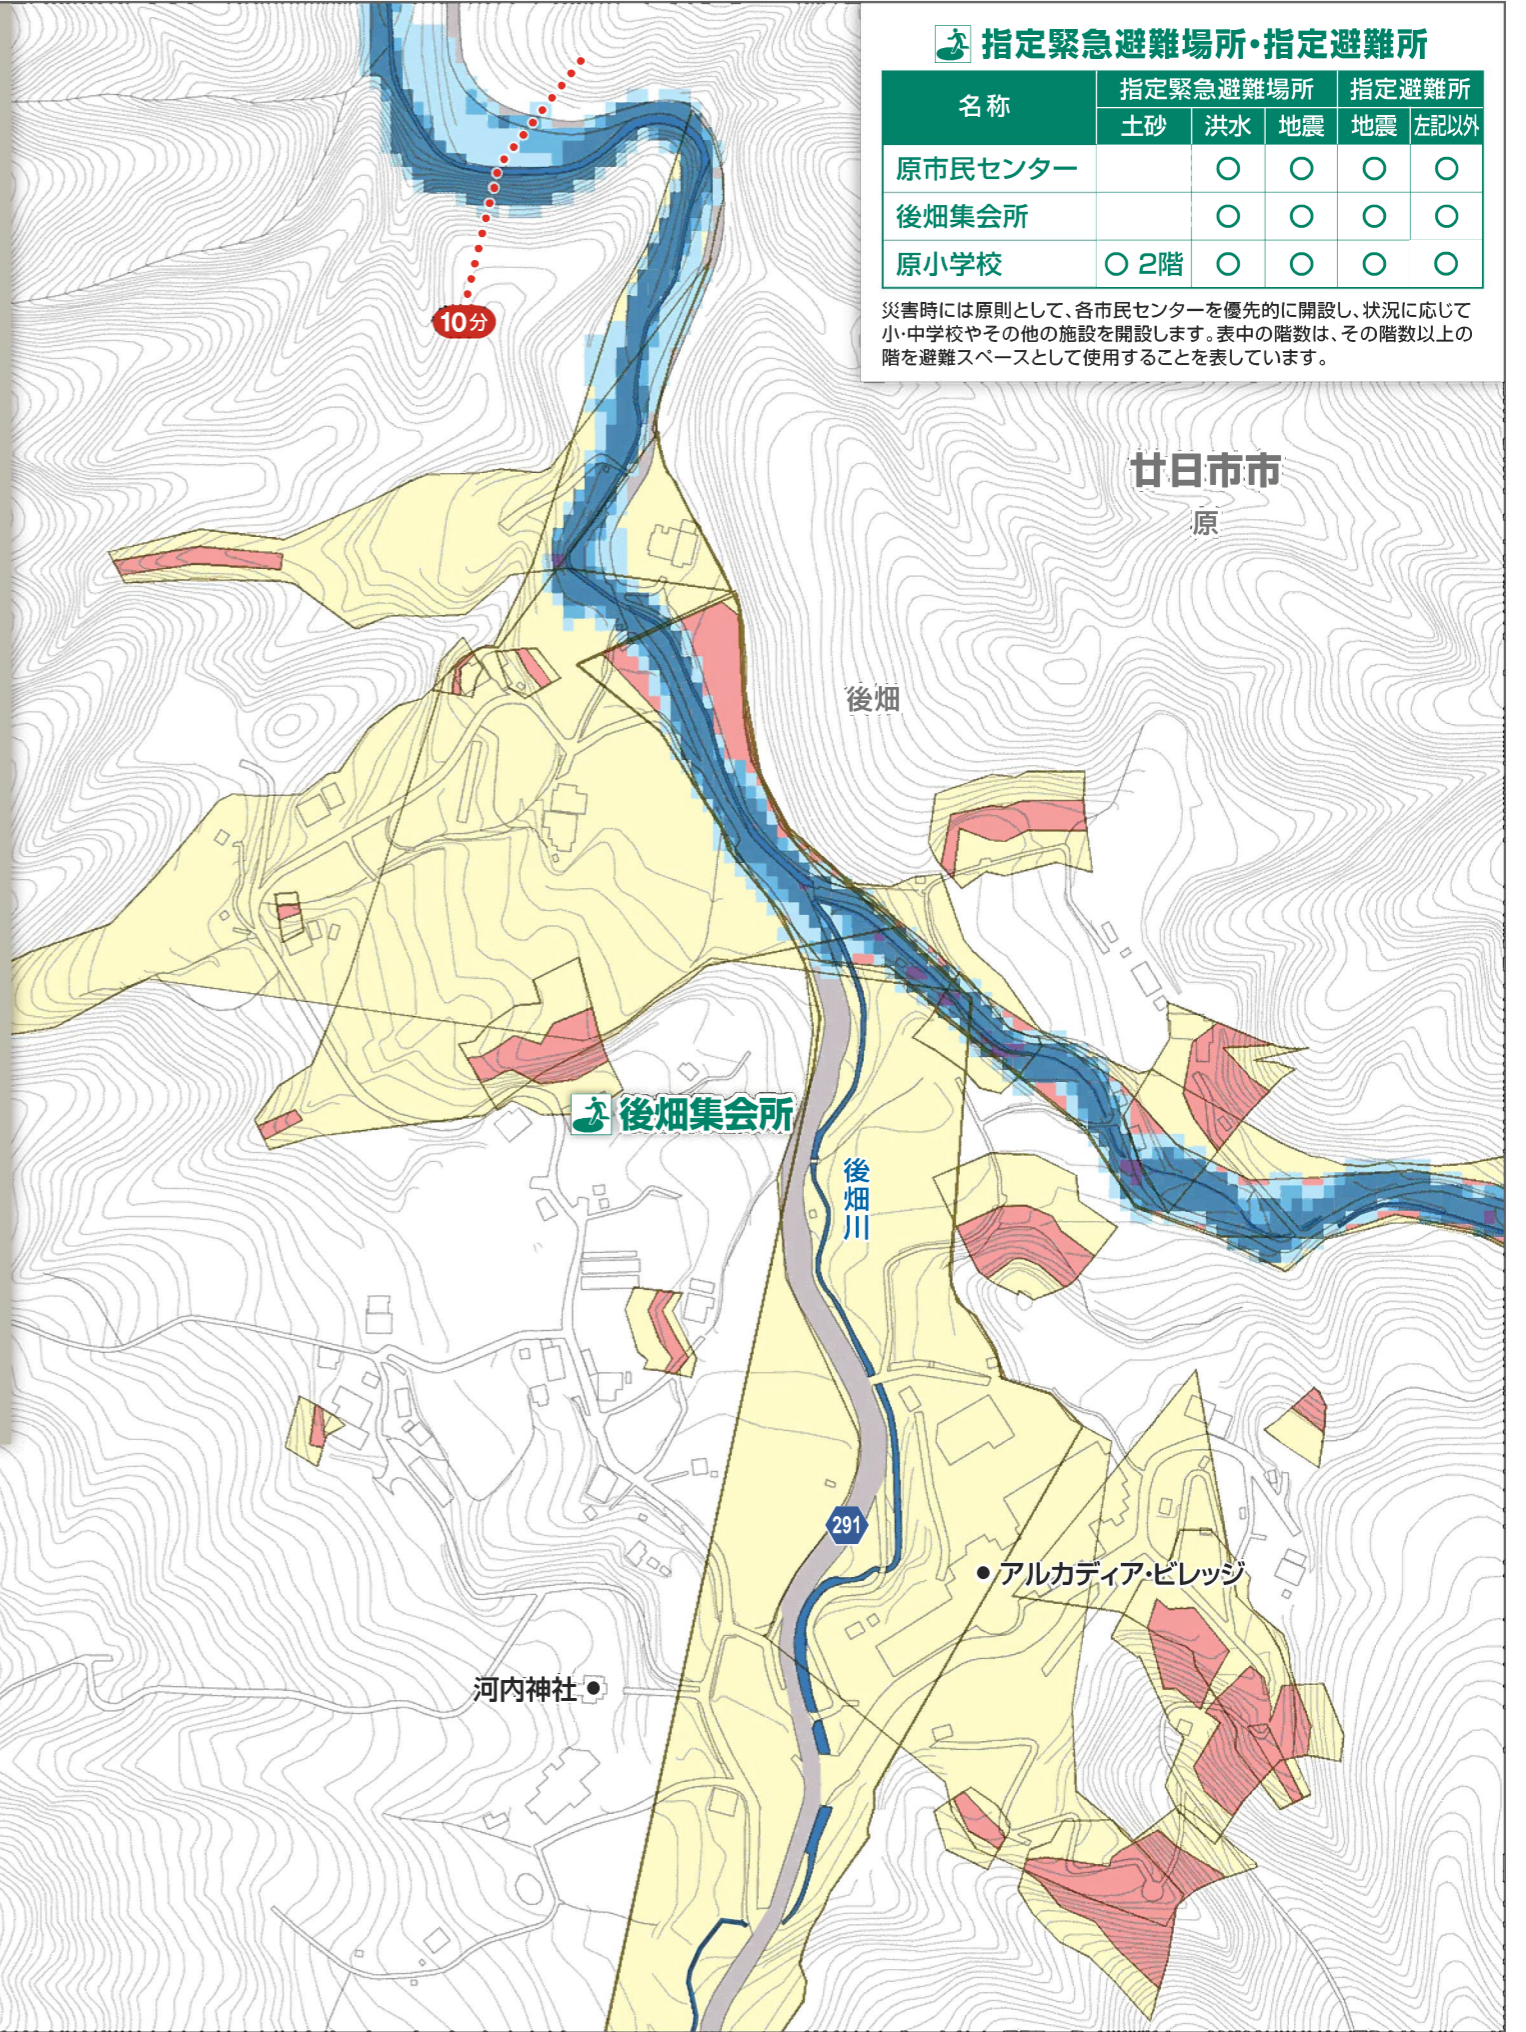 指定緊急避難場所・指定避難所
名称 指定緊急避難場所 指定避難所
土砂 洪水 地震 地震 左記以外
原市民センター ○ ○ ○ ○
後畑集会所 ○ ○ ○ ○
原小学校 ○ 2階 ○ ○ ○ ○
災害時には原則として、各市民センターを優先的に開設し、状況に応じて
小・中学校やその他の施設を開設します。表中の階数は、その階数以上の
階を避難スペースとして使用することを表しています。
10分
廿日市市
原
後畑
後畑集会所
後畑川
291
アルカディア・ビレッジ
河内神社